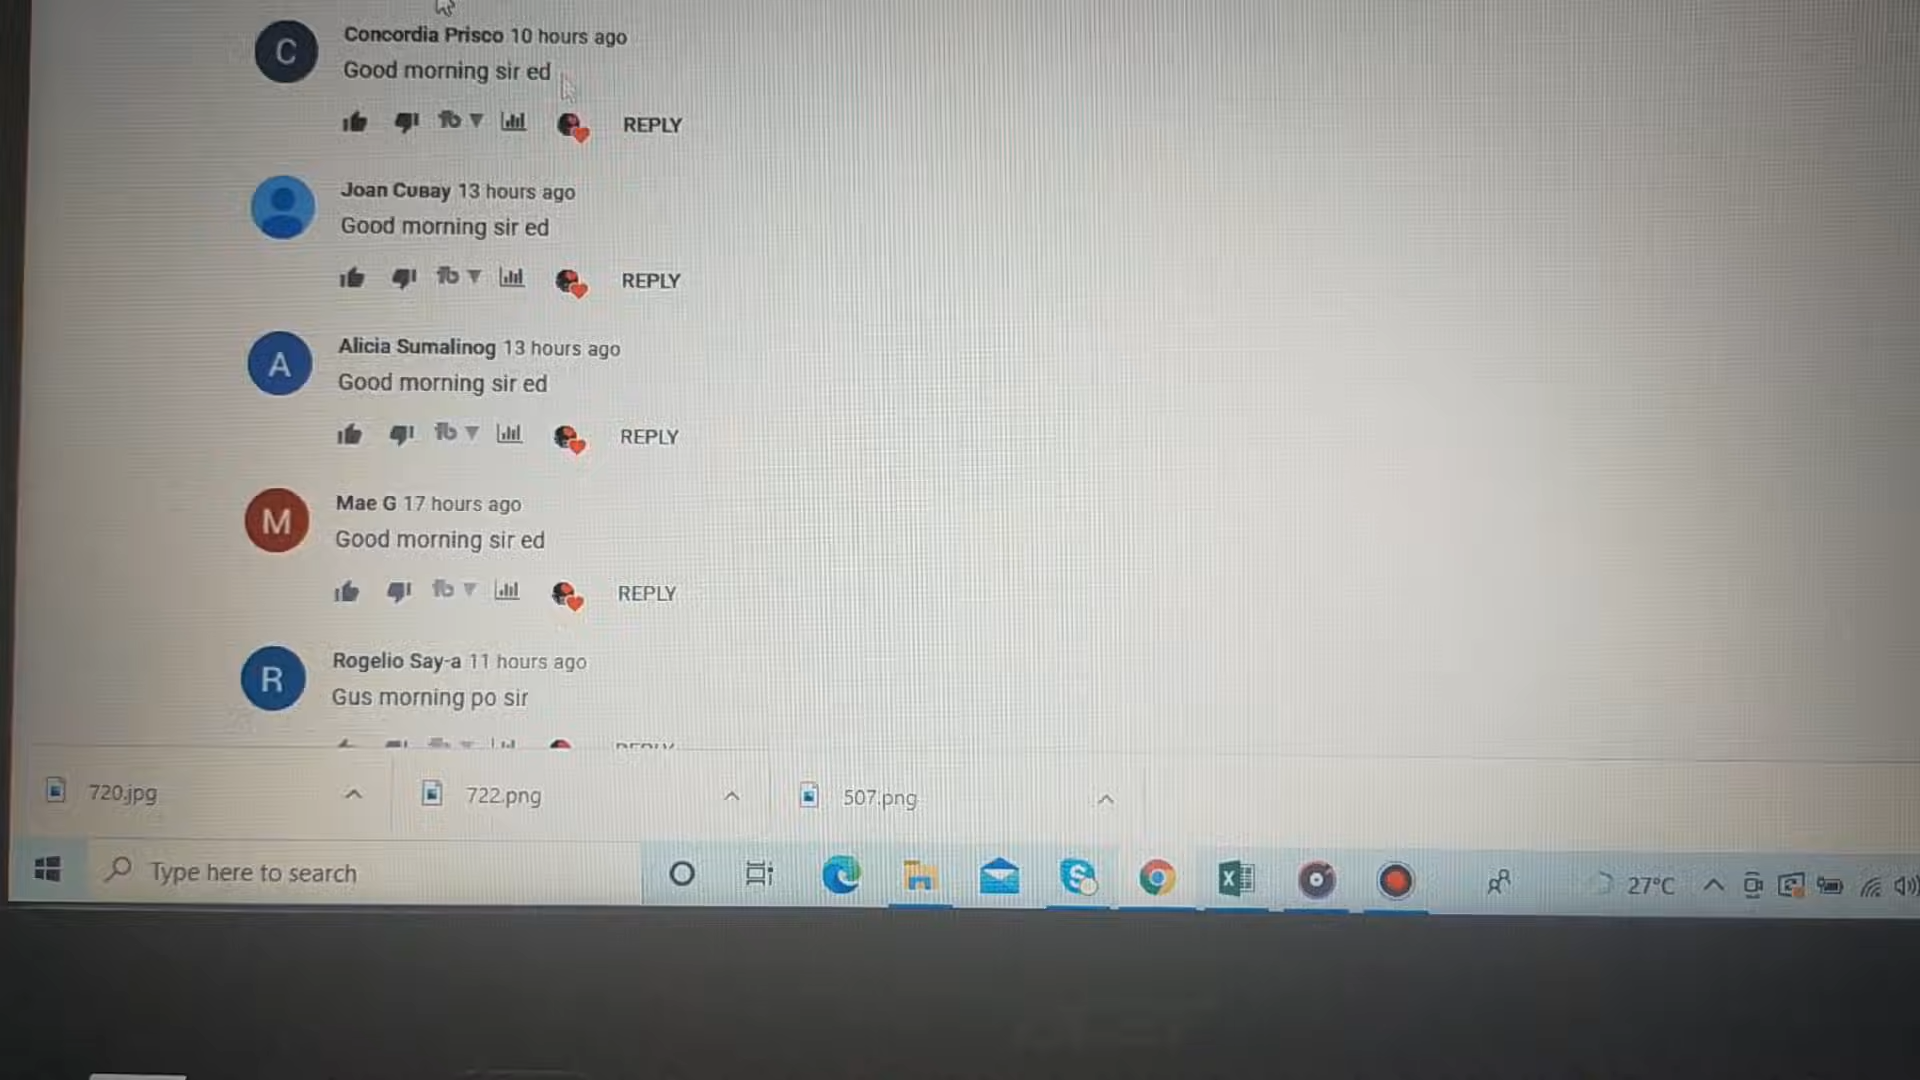 C
Concordia Prisco 10 hours ago
Good morning sir ed
REPLY
Joan Cuвay 13 hours ago
Good morning sir ed
REPLY
A
Alicia Sumalinog 13 hours ago
Good morning sir ed
REPLY
M
Mae G 17 hours ago
Good morning sir ed
REPLY
R
Rogelio Say-a 11 hours ago
Gus morning po sir
REPLY
720.jpg
722.png
507.png
Type here to search
27°C